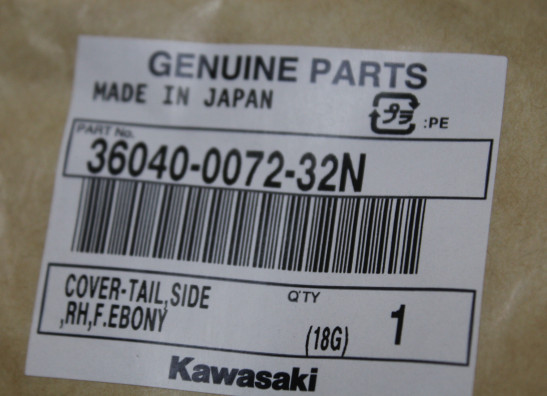 GENUINE PARTS
MADE IN JAPAN
プラ :PE
PART No.
36040-0072-32N
COVER-TAIL,SIDE
,RH,F.EBONY
Q'TY
(18G)
1
Kawasaki